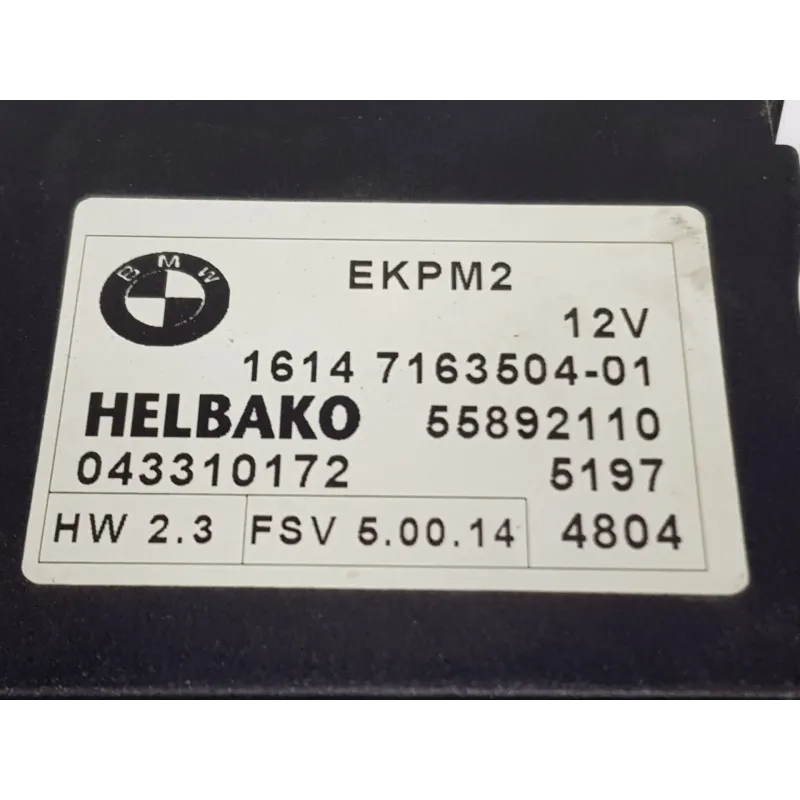 BMW
EKPM2
12V
1614 7163504-01
HELBAKO 55892110
043310172 5197
HW 2.3 FSV 5.00.14 4804